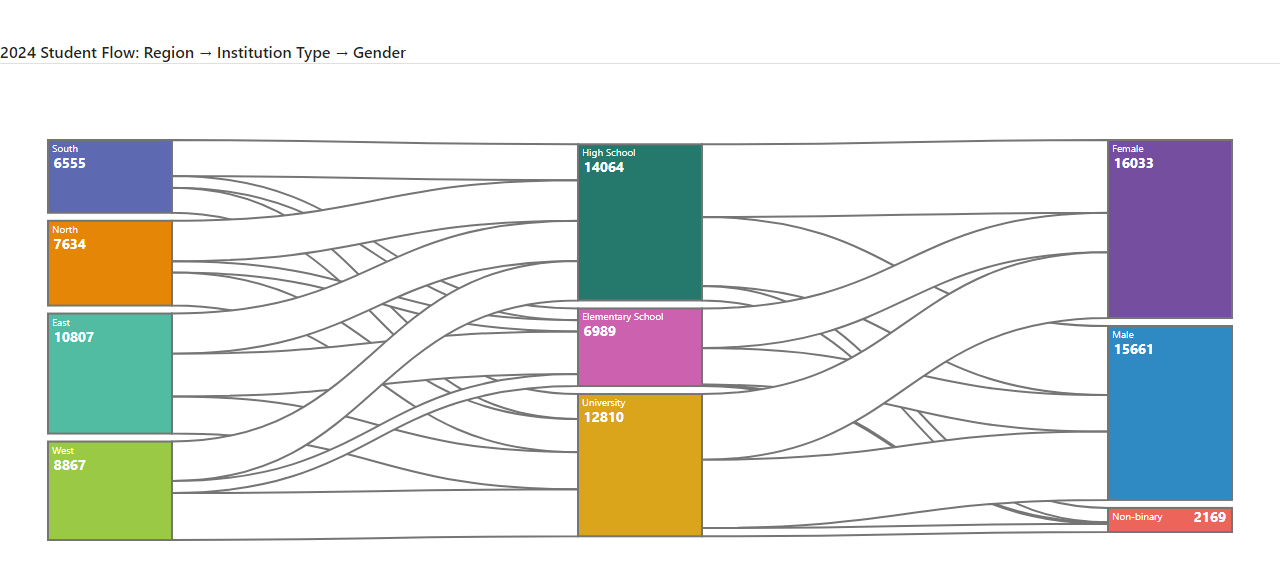 2024 Student Flow: Region → Institution Type → Gender
South
6555
North
7634
East
10807
West
8867
High School
14064
Elementary School
6989
University
12810
Female
16033
Male
15661
Non-binary 2169